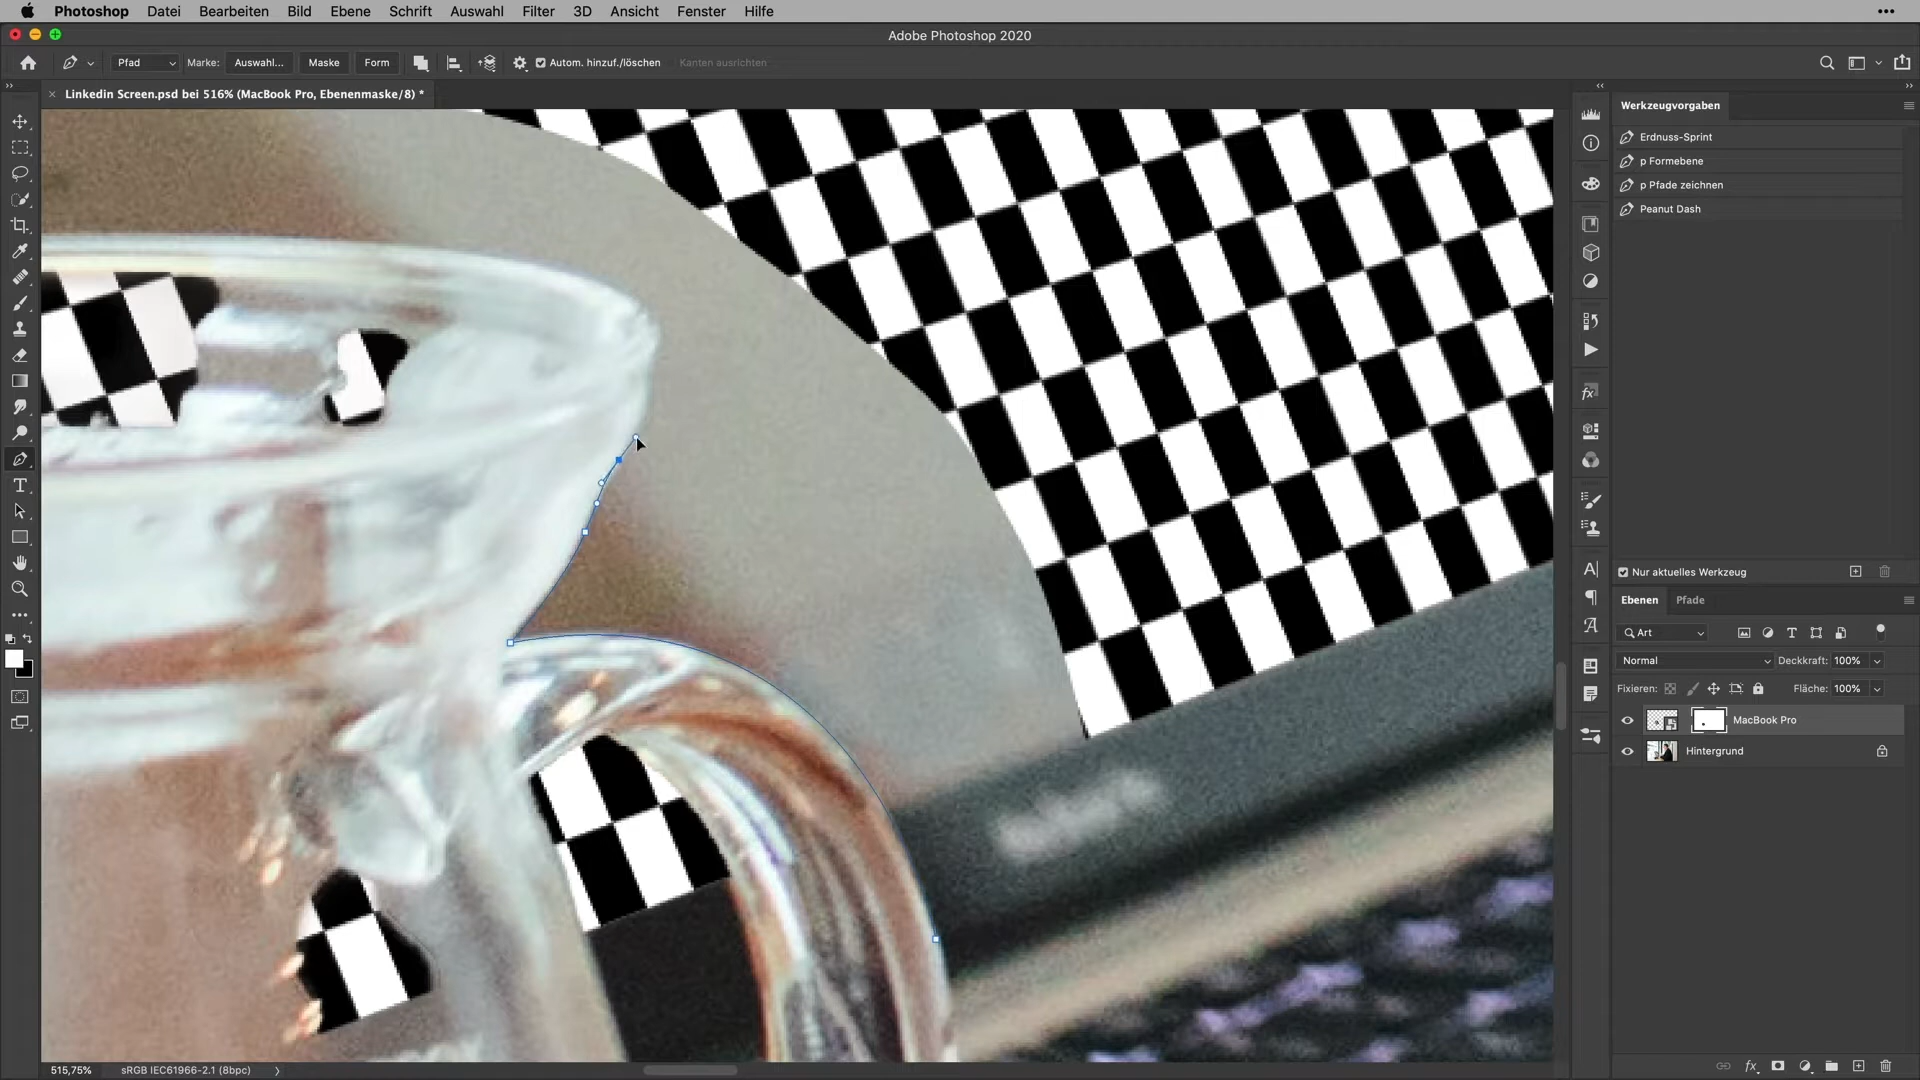 Photoshop Datei Bearbeiten Bild Ebene Schrift Auswahl Filter 3D Ansicht Fenster Hilfe
Adobe Photoshop 2020
Pfad Marke: Auswahl... Maske Form Autom. hinzuf./löschen Kanten ausrichten
Linkedin Screen.psd bei 516% (MacBook Pro, Ebenenmaske/8) *
Werkzeugvorgaben
Erdnuss-Sprint
p Formebene
p Pfade zeichnen
Peanut Dash
Nur aktuelles Werkzeug
Ebenen Pfade
Art
Normal Deckkraft: 100%
Fixieren: Fläche: 100%
MacBook Pro
Hintergrund
515,75% sRGB IEC61966-2.1 (8bpc)